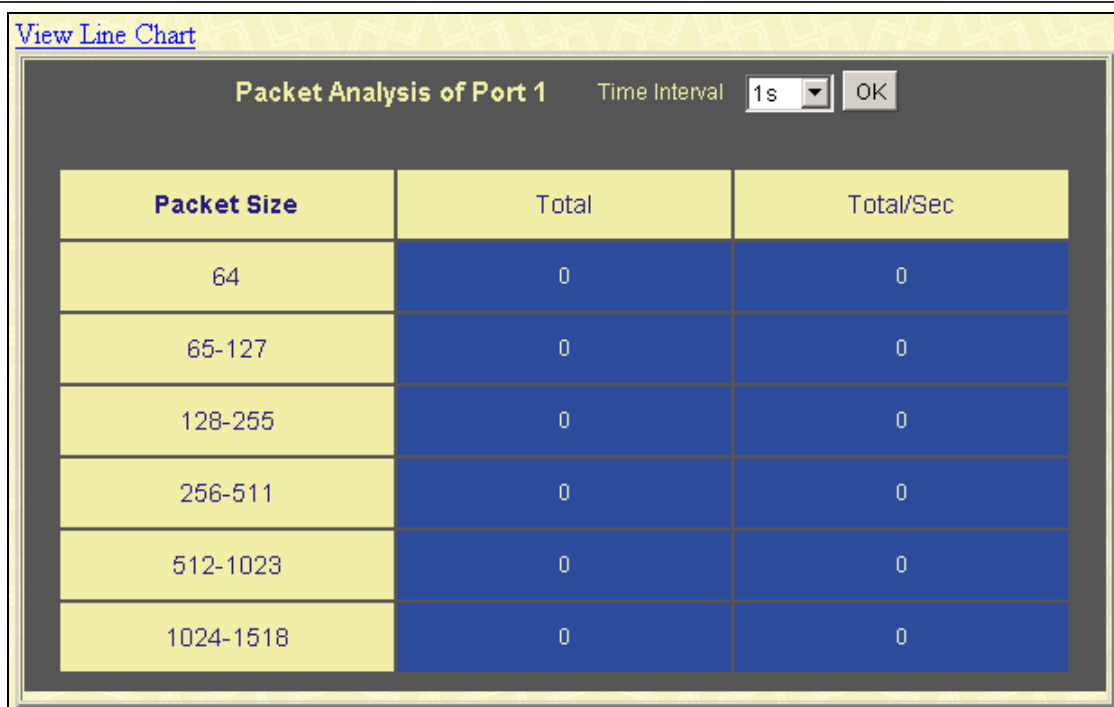 View Line Chart
Packet Analysis of Port 1 Time Interval 1s OK
Packet Size Total Total/Sec
64 0 0
65-127 0 0
128-255 0 0
256-511 0 0
512-1023 0 0
1024-1518 0 0